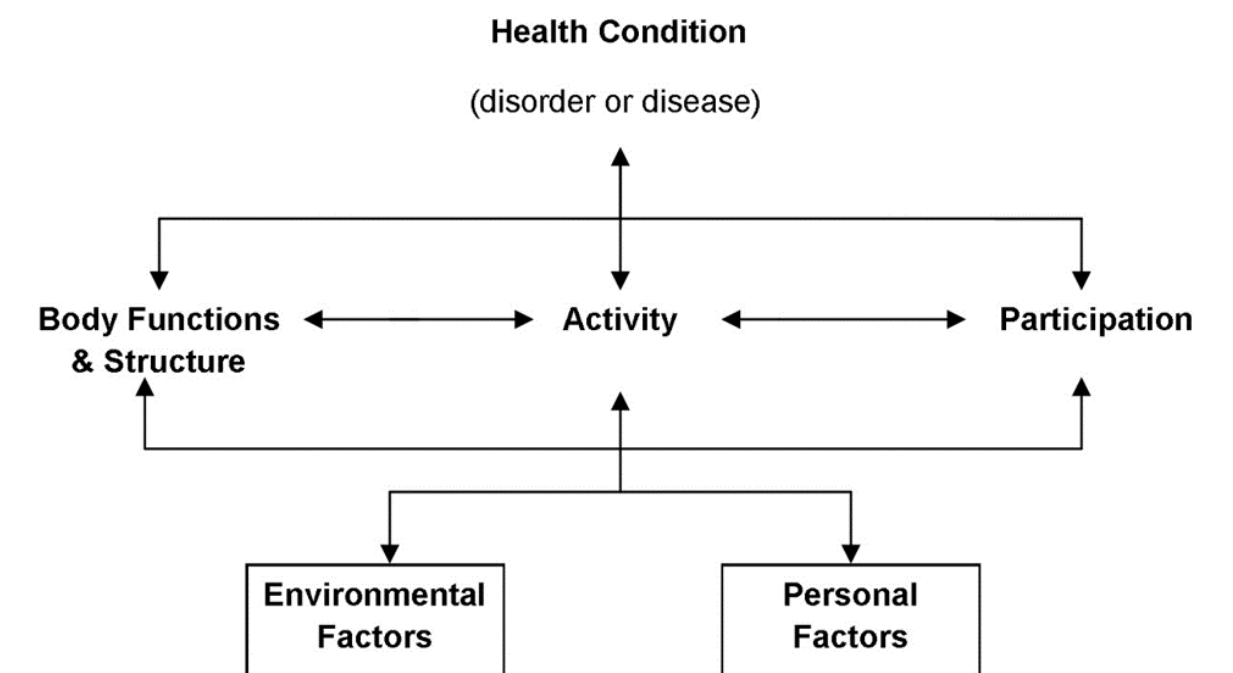 Health Condition
(disorder or disease)
Body Functions
& Structure
Activity
Participation
Environmental
Factors
Personal
Factors